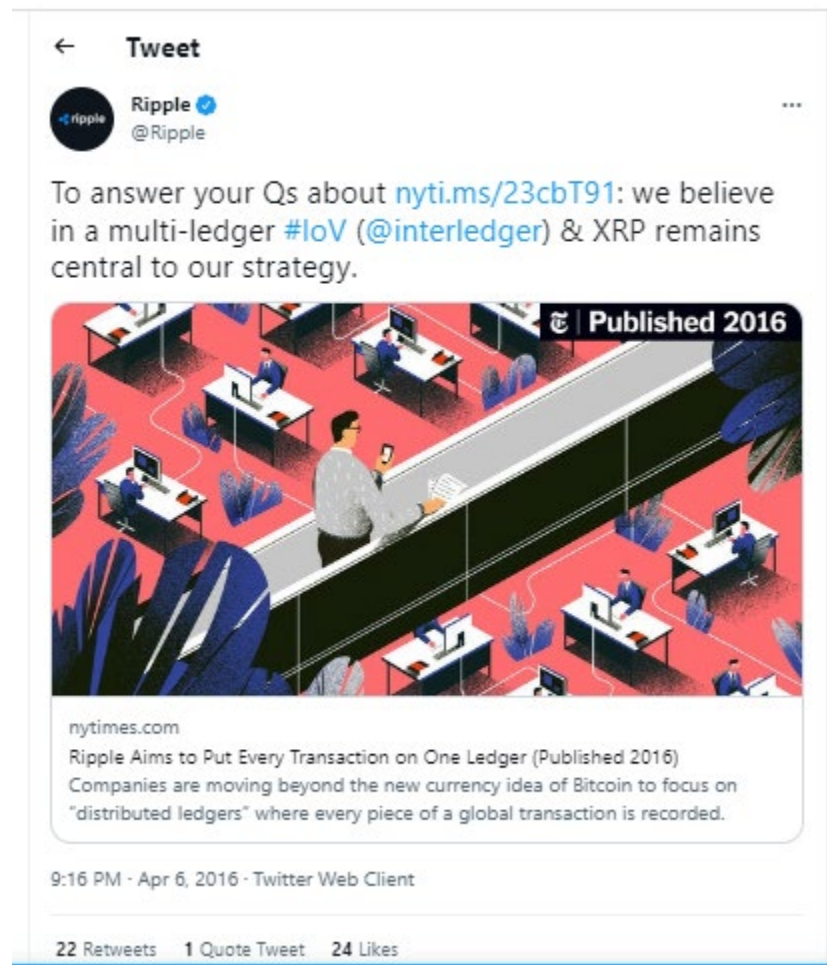 ← Tweet
ripple
Ripple
@Ripple
...
To answer your Qs about nyti.ms/23cbT91: we believe
in a multi-ledger #IoV (@interledger) & XRP remains
central to our strategy.
T | Published 2016
nytimes.com
Ripple Aims to Put Every Transaction on One Ledger (Published 2016)
Companies are moving beyond the new currency idea of Bitcoin to focus on
"distributed ledgers" where every piece of a global transaction is recorded.
9:16 PM · Apr 6, 2016 · Twitter Web Client
22 Retweets 1 Quote Tweet 24 Likes